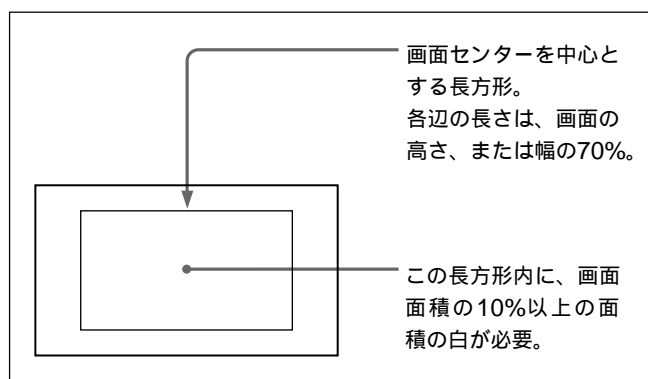 画面センターを中心と
する長方形。
各辺の長さは、画面の
高さ、または幅の70%。
この長方形内に、画面
面積の10%以上の面
積の白が必要。